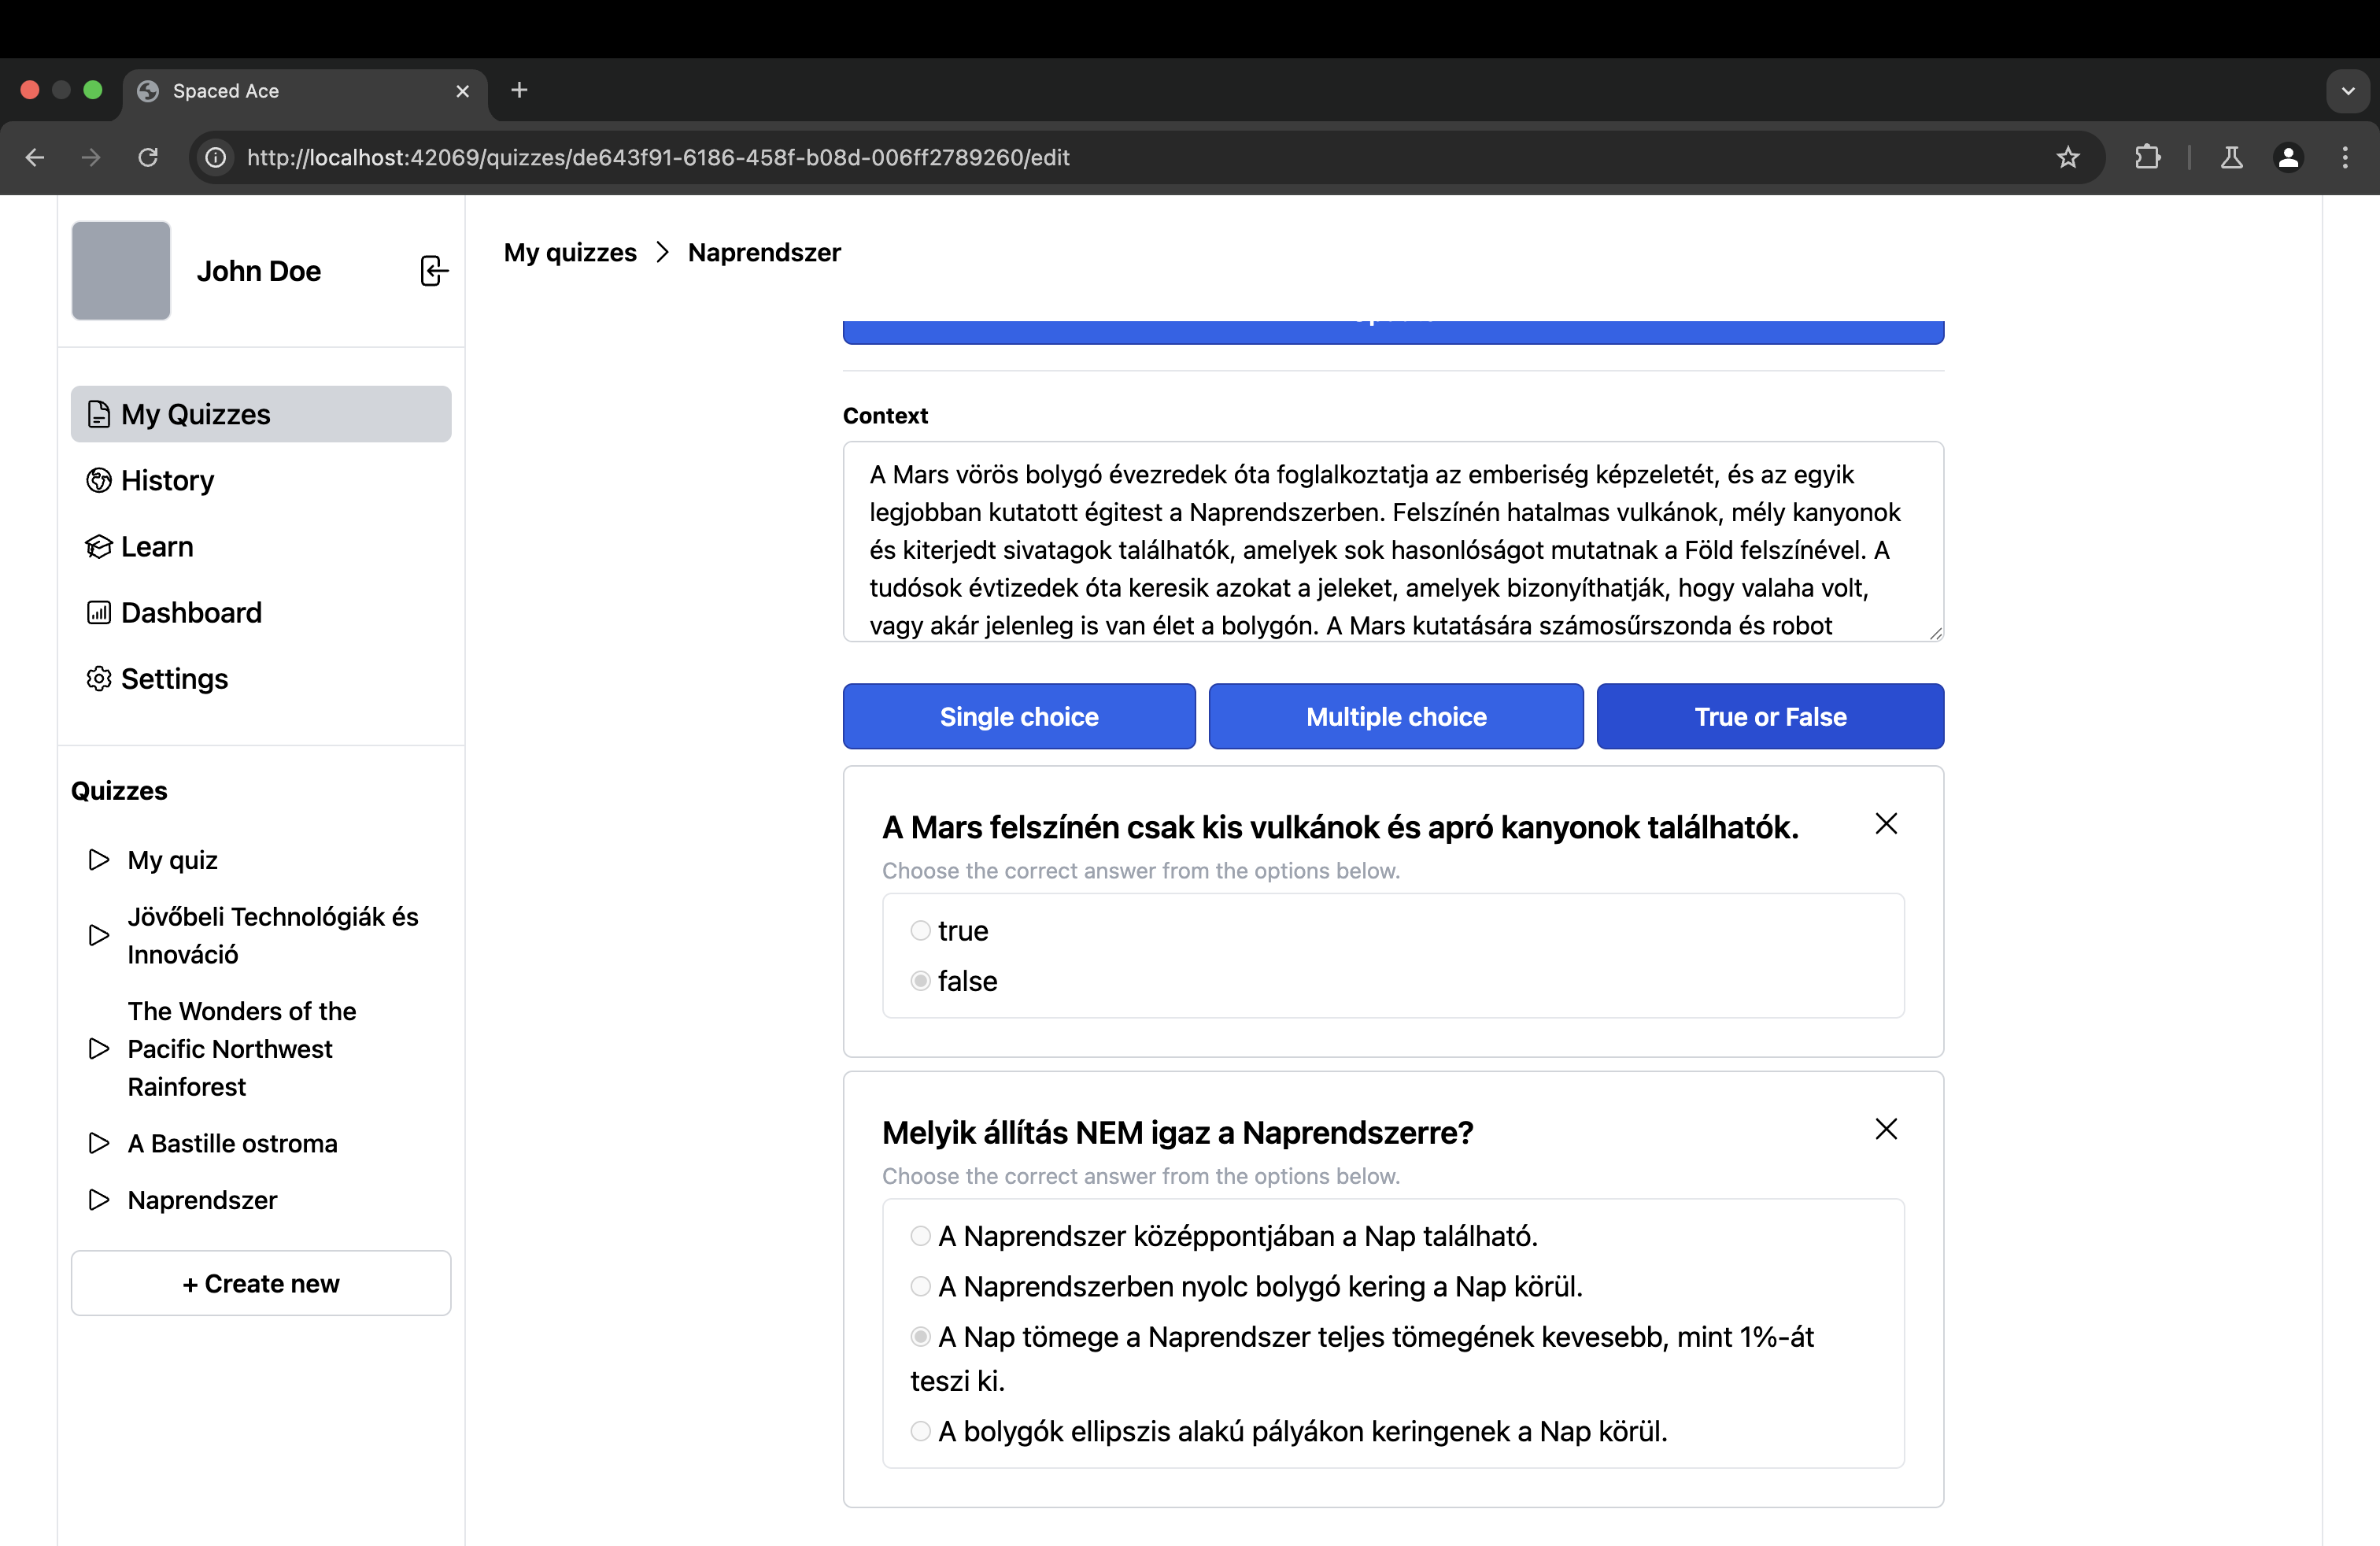 Spaced Ace
http://localhost:42069/quizzes/de643f91-6186-458f-b08d-006ff2789260/edit
John Doe
My Quizzes
History
Learn
Dashboard
Settings
Quizzes
My quiz
Jövőbeli Technológiák és
Innováció
The Wonders of the
Pacific Northwest
Rainforest
A Bastille ostroma
Naprendszer
+ Create new
My quizzes > Naprendszer
Context
A Mars vörös bolygó évezredek óta foglalkoztatja az emberiség képzeletét, és az egyik
legjobban kutatott égitest a Naprendszerben. Felszínén hatalmas vulkánok, mély kanyonok
és kiterjedt sivatagok találhatók, amelyek sok hasonlóságot mutatnak a Föld felszínével. A
tudósok évtizedek óta keresik azokat a jeleket, amelyek bizonyíthatják, hogy valaha volt,
vagy akár jelenleg is van élet a bolygón. A Mars kutatására számosűrszonda és robot
Single choice
Multiple choice
True or False
A Mars felszínén csak kis vulkánok és apró kanyonok találhatók.
Choose the correct answer from the options below.
true
false
Melyik állítás NEM igaz a Naprendszerre?
Choose the correct answer from the options below.
A Naprendszer középpontjában a Nap található.
A Naprendszerben nyolc bolygó kering a Nap körül.
A Nap tömege a Naprendszer teljes tömegének kevesebb, mint 1%-át
teszi ki.
A bolygók ellipszis alakú pályákon keringenek a Nap körül.